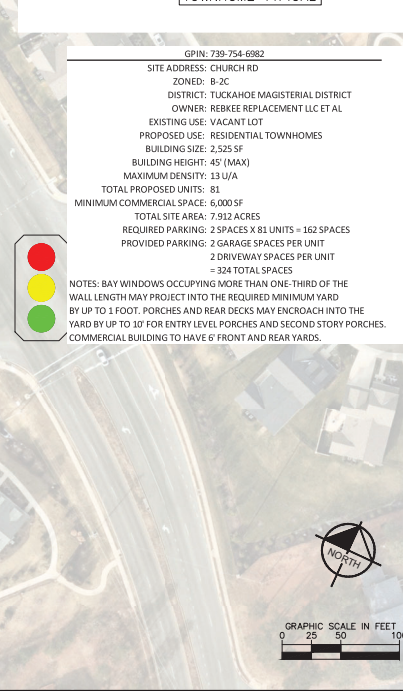 GPIN: 739-754-6982
SITE ADDRESS: CHURCH RD
ZONED: B-2C
DISTRICT: TUCKAHOE MAGISTERIAL DISTRICT
OWNER: REBKEE REPLACEMENT LLC ET AL
EXISTING USE: VACANT LOT
PROPOSED USE: RESIDENTIAL TOWNHOMES
BUILDING SIZE: 2,525 SF
BUILDING HEIGHT: 45' (MAX)
MAXIMUM DENSITY: 13 U/A
TOTAL PROPOSED UNITS: 81
MINIMUM COMMERCIAL SPACE: 6,000 SF
TOTAL SITE AREA: 7.912 ACRES
REQUIRED PARKING: 2 SPACES X 81 UNITS = 162 SPACES
PROVIDED PARKING: 2 GARAGE SPACES PER UNIT
2 DRIVEWAY SPACES PER UNIT
= 324 TOTAL SPACES
NOTES: BAY WINDOWS OCCUPYING MORE THAN ONE-THIRD OF THE
WALL LENGTH MAY PROJECT INTO THE REQUIRED MINIMUM YARD
BY UP TO 1 FOOT. PORCHES AND REAR DECKS MAY ENCROACH INTO THE
YARD BY UP TO 10' FOR ENTRY LEVEL PORCHES AND SECOND STORY PORCHES.
COMMERCIAL BUILDING TO HAVE 6' FRONT AND REAR YARDS.
NORTH
GRAPHIC SCALE IN FEET
0 25 50 100